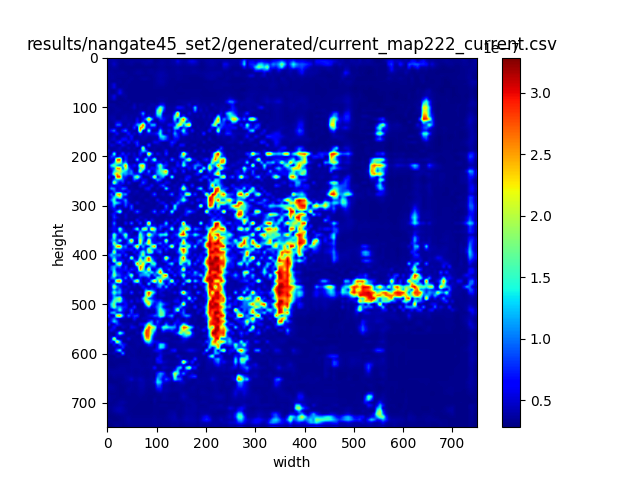 results/nangate45_set2/generated/current_map222_current.csv
1e−7
0
100
200
300
400
500
600
700
height
0 100 200 300 400 500 600 700
width
3.0
2.5
2.0
1.5
1.0
0.5